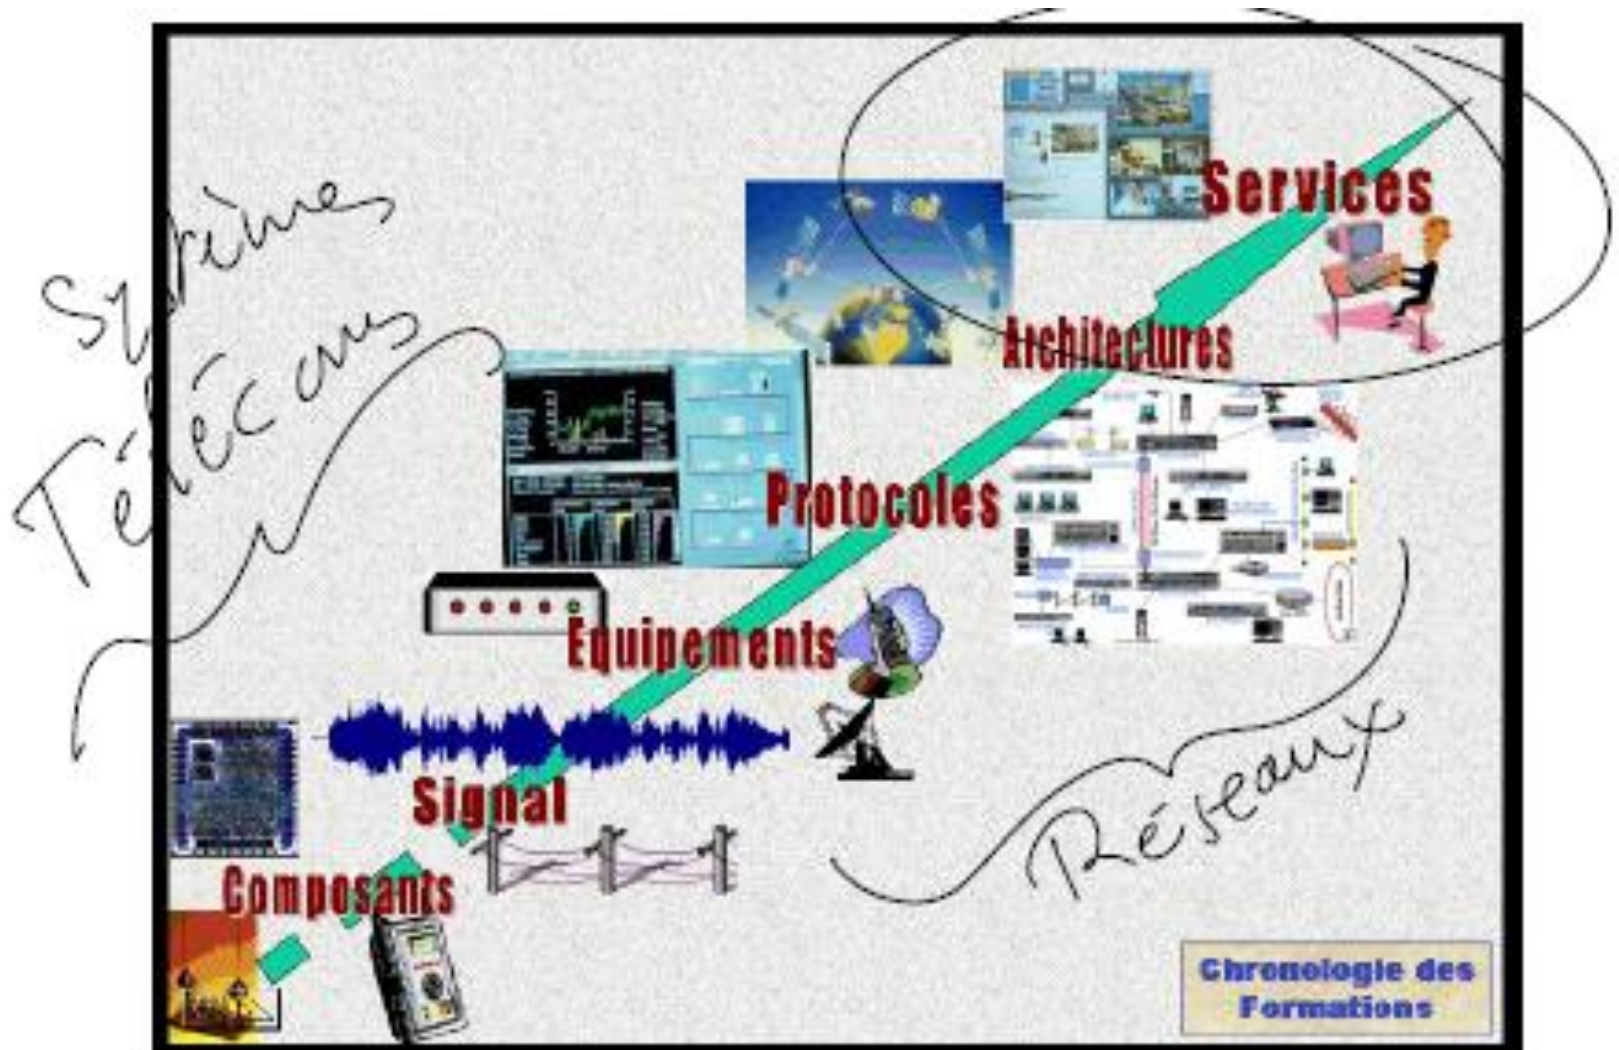 Services
Systèmes
Télécoms
Architectures
Protocoles
Equipements
Réseaux
Signal
Composants
Chronologie des
Formations